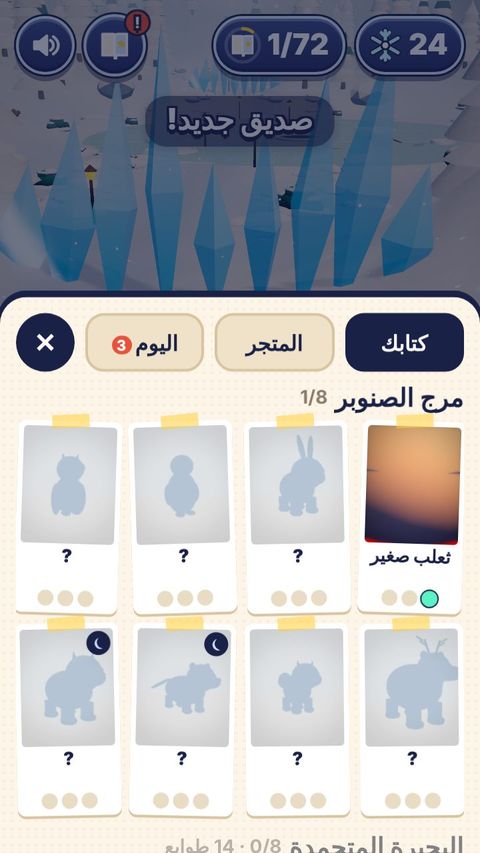 ! 1/72 24
صديق جديد!
كتابك المتجر اليوم 3 ×
مرج الصنوبر 1/8
ثعلب صغير ? ? ?
? ? ? ?
البحيرة المتجمدة 0/8 · 14 طوابع